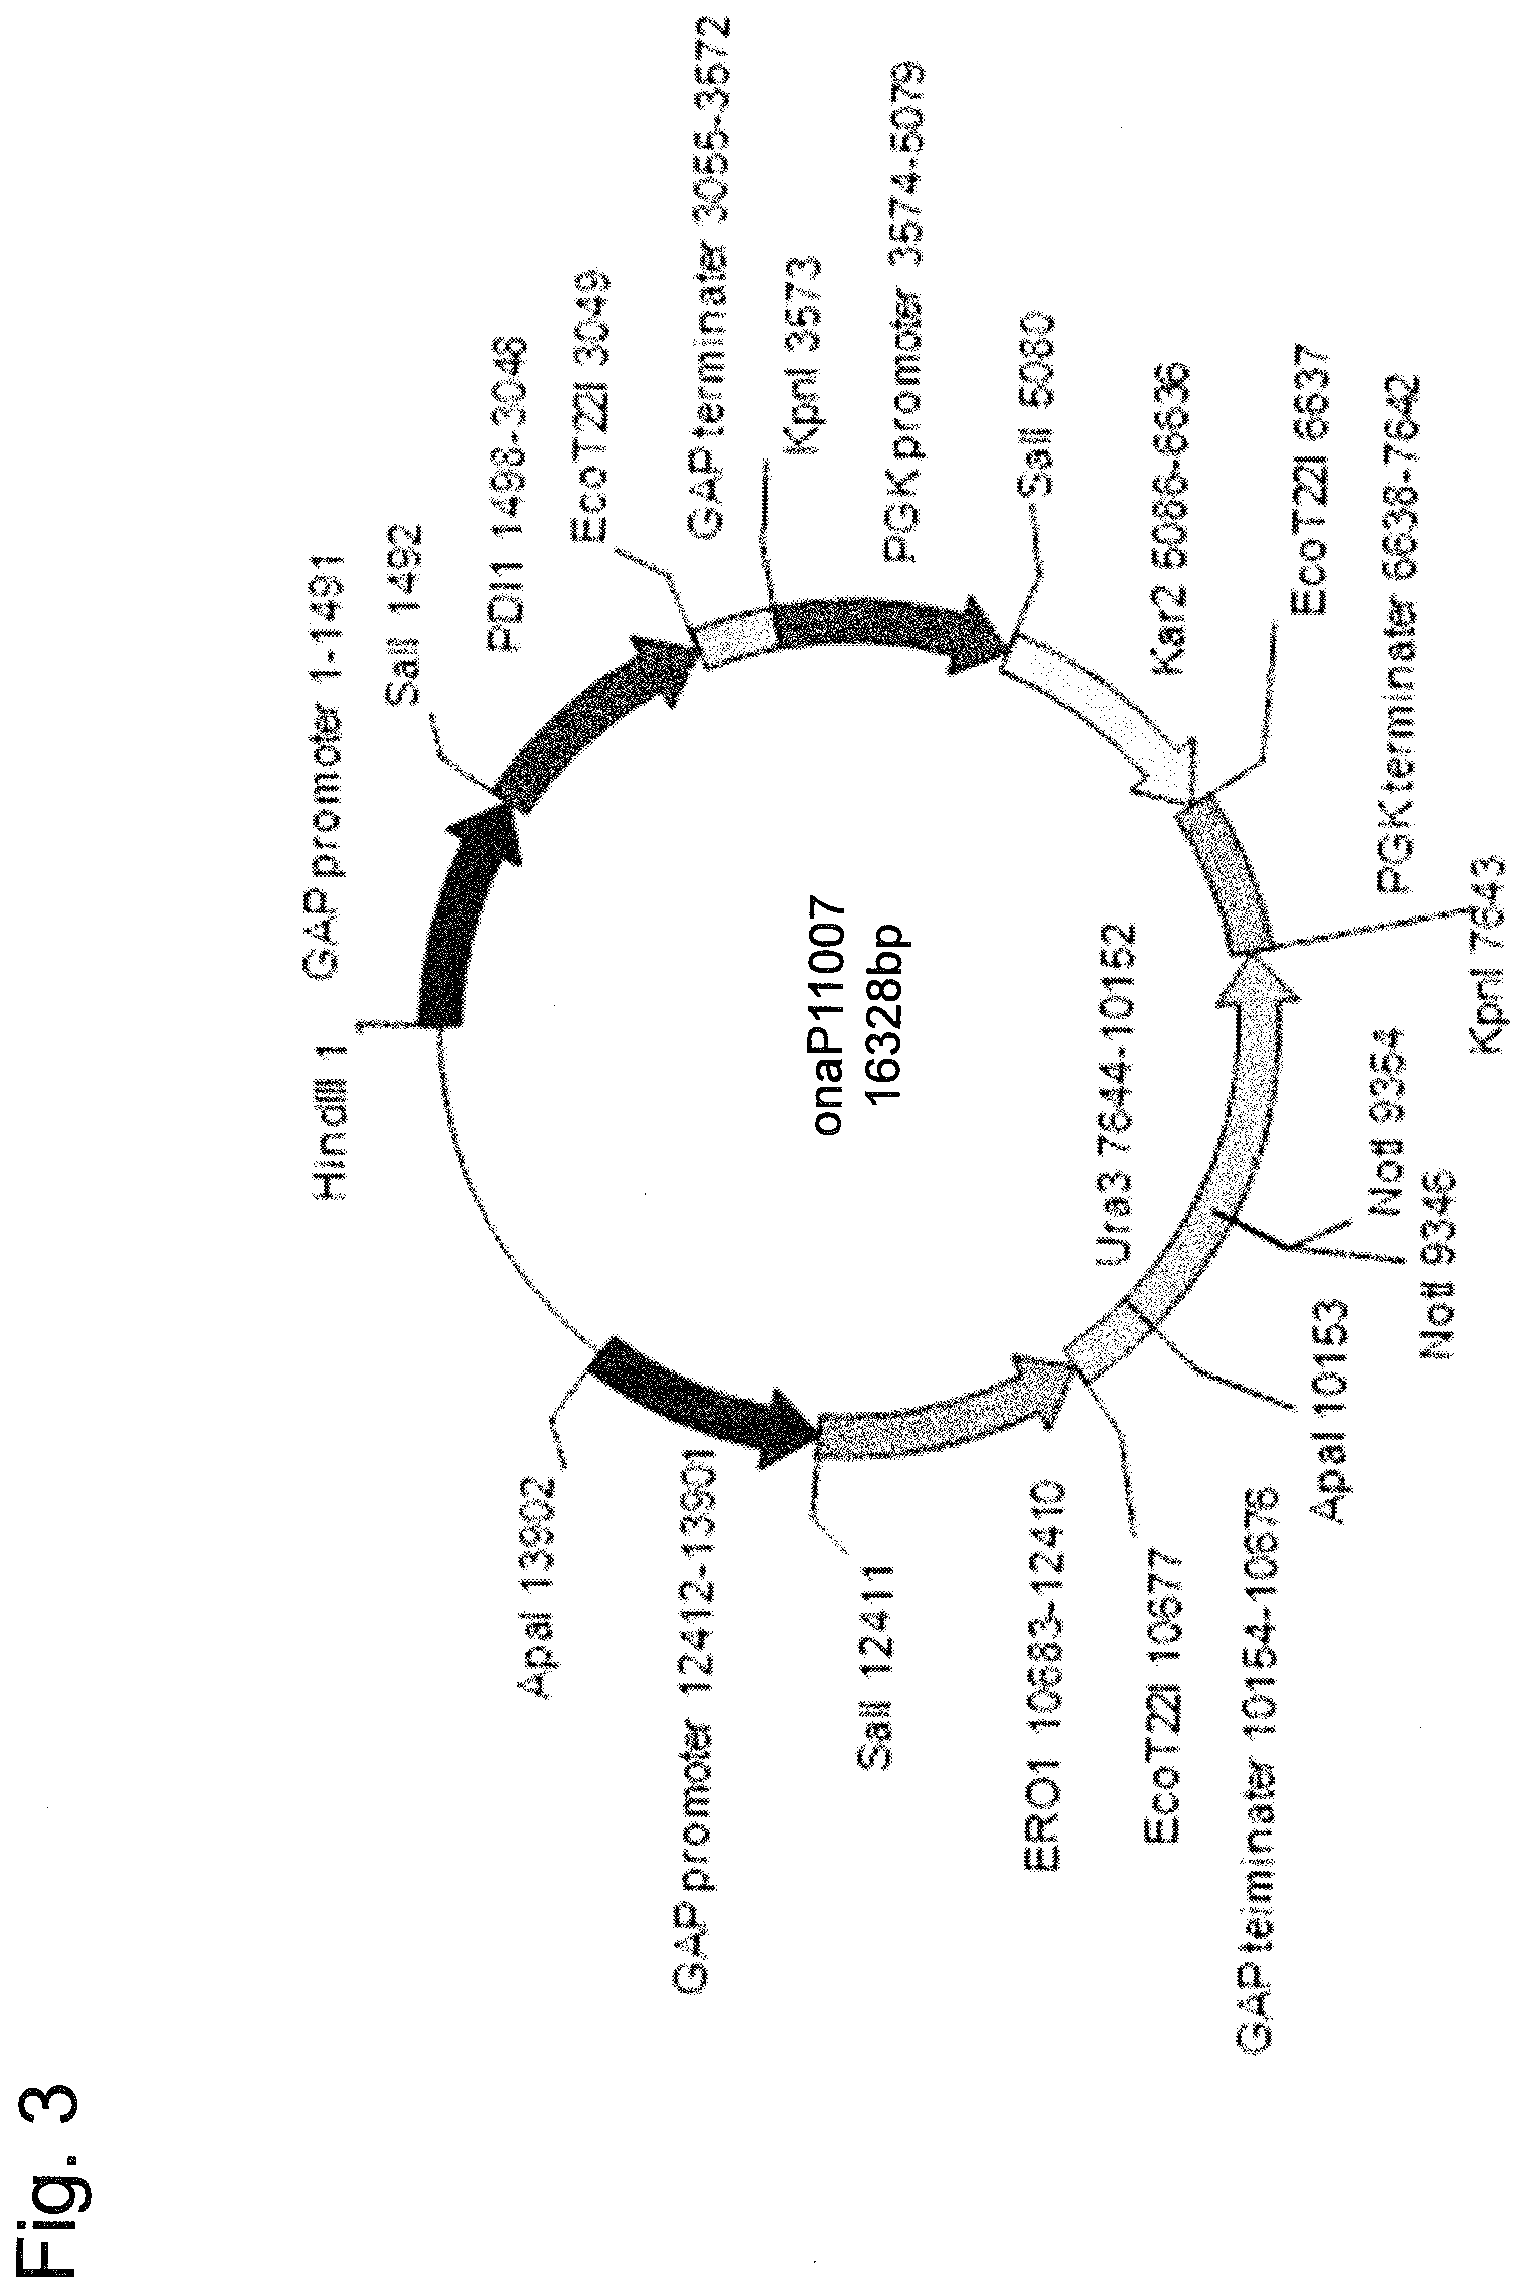 Fig. 3
HindIII 1
GAP promoter 1-1491
SalI 1492
PDI1 1498-3046
EcoT22I 3049
GAP terminater 3055-3572
KpnI 3573
PGK promoter 3574-5079
SalI 5080
Kar2 5086-6636
EcoT22I 6637
PGK terminater 6638-7642
KpnI 7643
Ura3 7644-10152
NotI 9354
NotI 9346
ApaI 10153
GAP teiminater 10154-10676
EcoT22I 10677
ERO1 10683-12410
SalI 12411
GAP promoter 12412-13901
ApaI 13902
onaP11007
16328bp